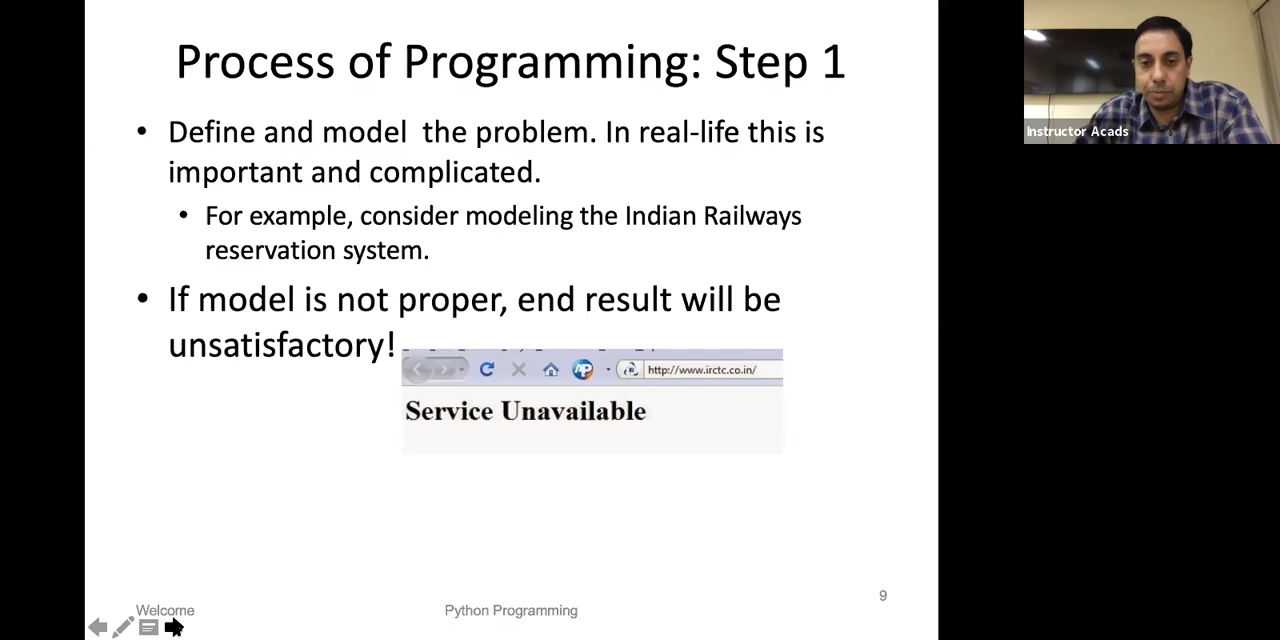 Process of Programming: Step 1
• Define and model the problem. In real-life this is
important and complicated.
• For example, consider modeling the Indian Railways
reservation system.
• If model is not proper, end result will be
unsatisfactory!
http://www.irctc.co.in/
Service Unavailable
Welcome
Python Programming
9
Instructor Acads